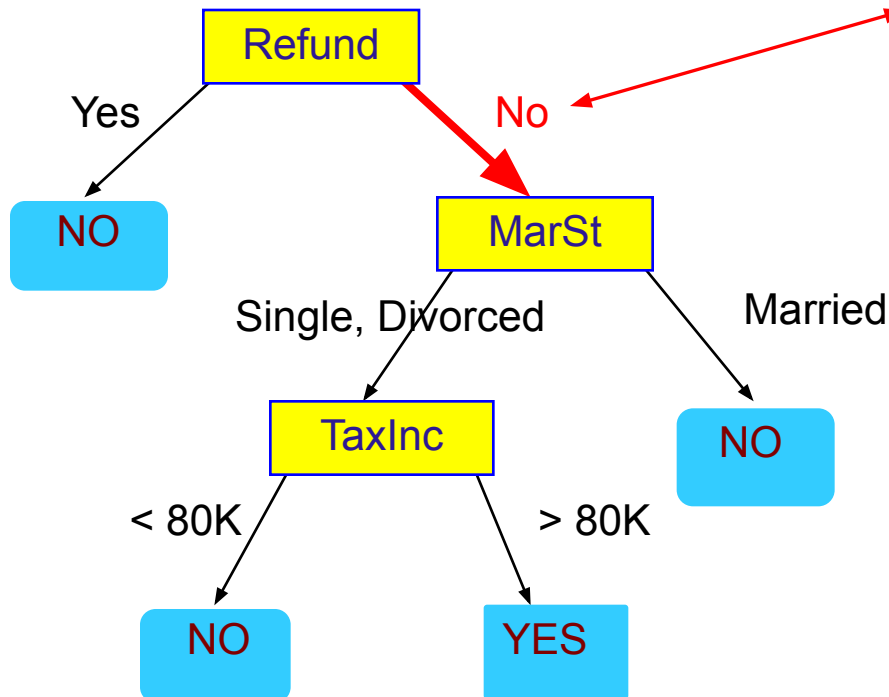 Refund
Yes
No
NO
MarSt
Single, Divorced
Married
TaxInc
NO
< 80K
> 80K
NO
YES